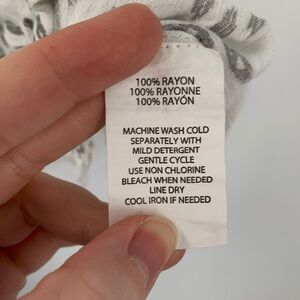 100% RAYON
100% RAYONNE
100% RAYÓN
MACHINE WASH COLD
SEPARATELY WITH
MILD DETERGENT
GENTLE CYCLE
USE NON CHLORINE
BLEACH WHEN NEEDED
LINE DRY
COOL IRON IF NEEDED